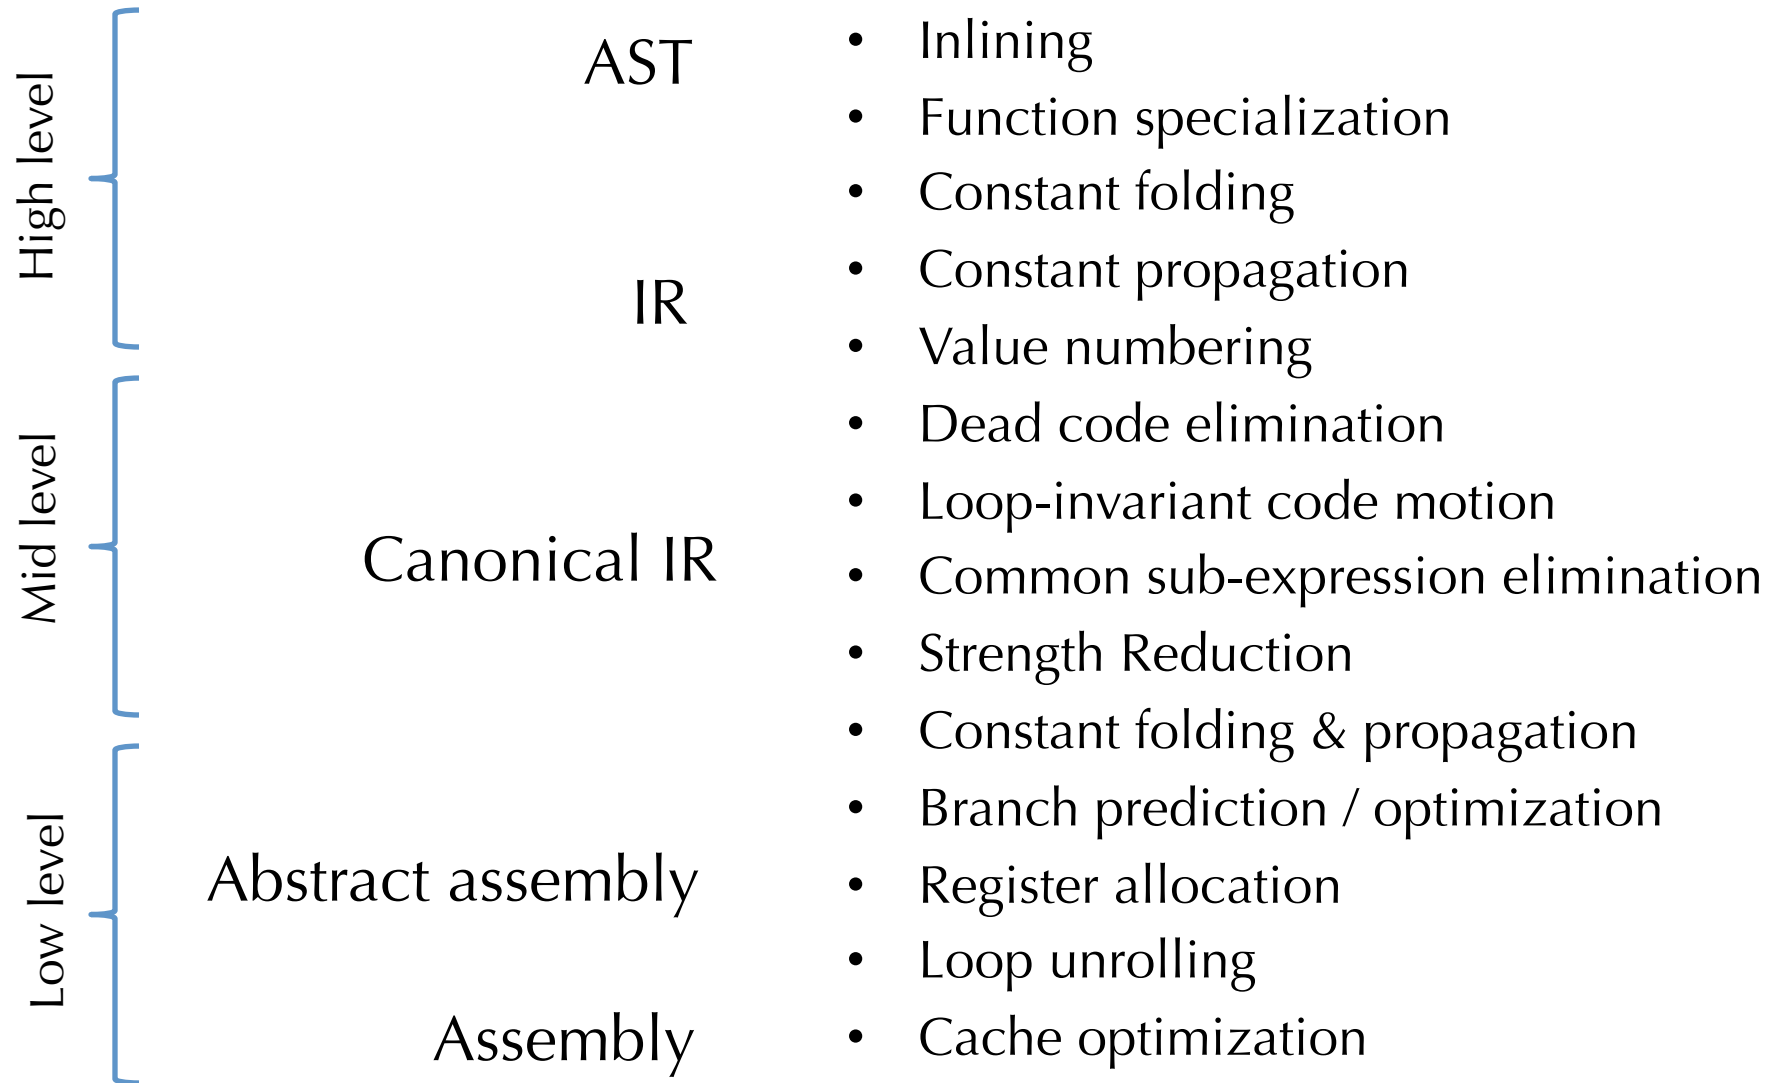 High level
AST
IR
Mid level
Canonical IR
Low level
Abstract assembly
Assembly
• Inlining
• Function specialization
• Constant folding
• Constant propagation
• Value numbering
• Dead code elimination
• Loop-invariant code motion
• Common sub-expression elimination
• Strength Reduction
• Constant folding & propagation
• Branch prediction / optimization
• Register allocation
• Loop unrolling
• Cache optimization